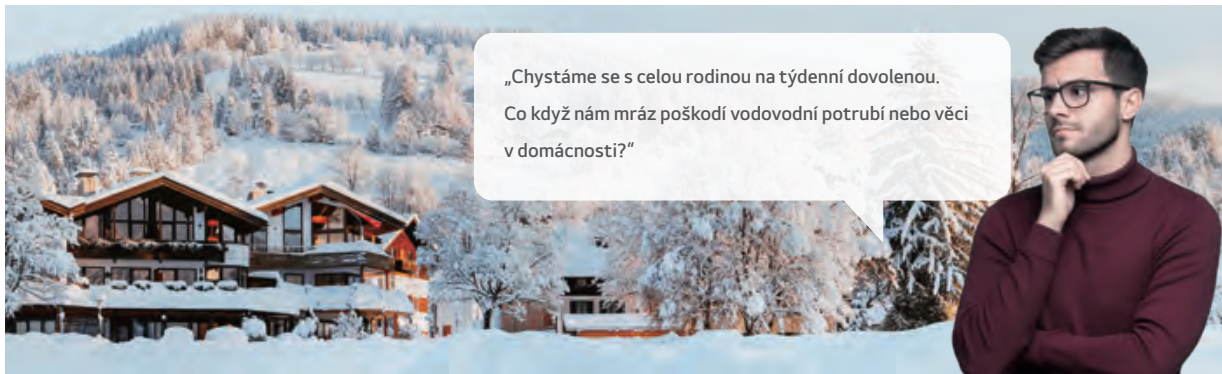 „Chystáme se s celou rodinou na týdenní dovolenou.
Co když nám mráz poškodí vodovodní potrubí nebo věci
v domácnosti?“